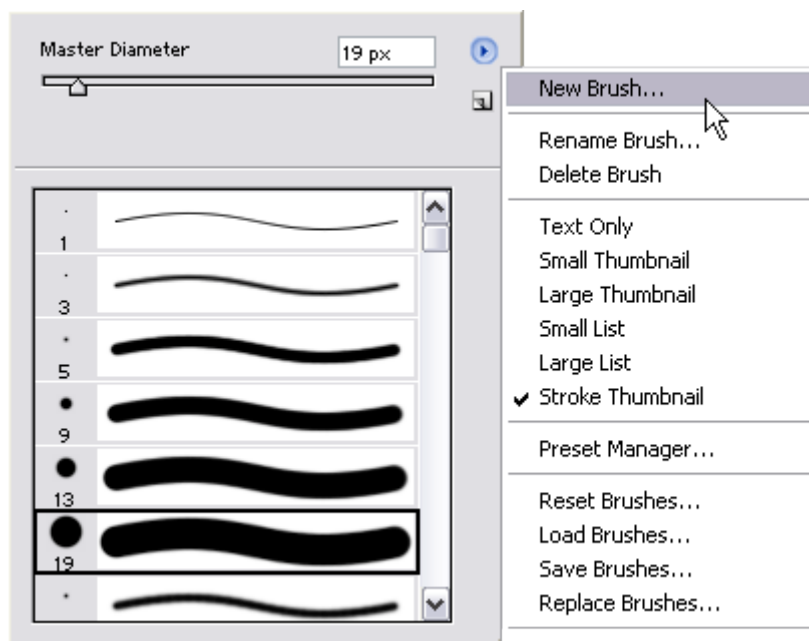 Master Diameter 19 px
1
3
5
9
13
19
New Brush...
Rename Brush...
Delete Brush
Text Only
Small Thumbnail
Large Thumbnail
Small List
Large List
Stroke Thumbnail
Preset Manager...
Reset Brushes...
Load Brushes...
Save Brushes...
Replace Brushes...